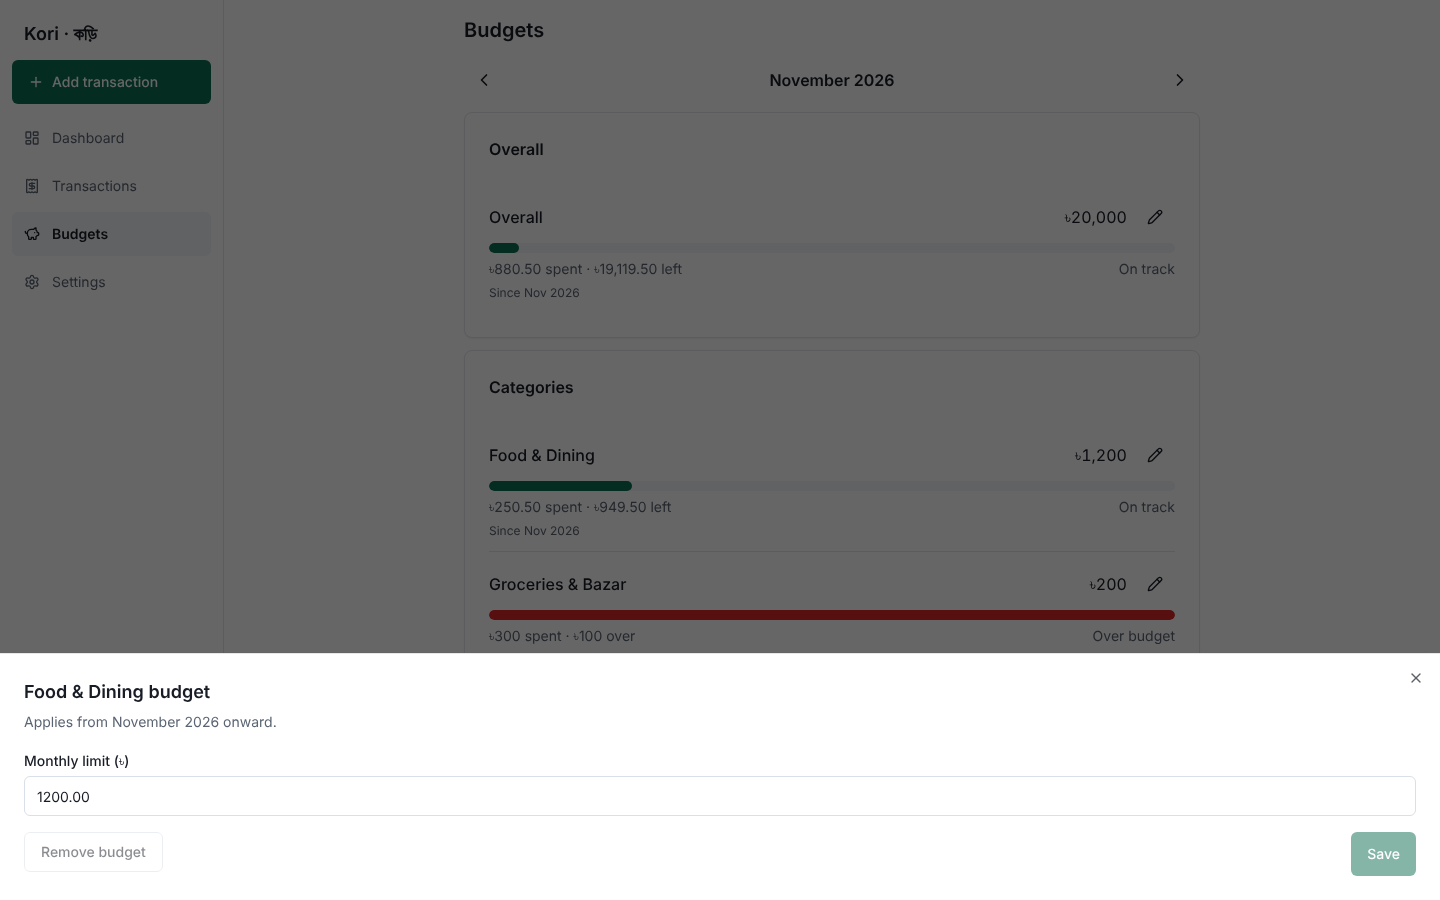 Kori · কড়ি
Add transaction
Dashboard
Transactions
Budgets
Settings
Budgets
November 2026
Overall
Overall
৳20,000
৳880.50 spent · ৳19,119.50 left
On track
Since Nov 2026
Categories
Food & Dining
৳1,200
৳250.50 spent · ৳949.50 left
On track
Since Nov 2026
Groceries & Bazar
৳200
৳300 spent · ৳100 over
Over budget
Food & Dining budget
Applies from November 2026 onward.
Monthly limit (৳)
1200.00
Remove budget
Save